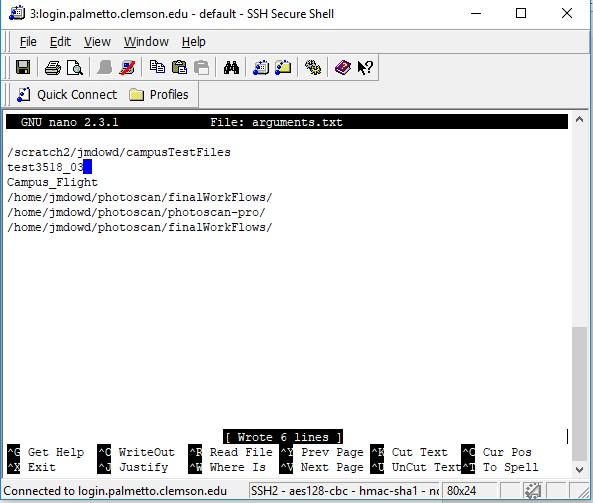 3:login.palmetto.clemson.edu - default - SSH Secure Shell
File Edit View Window Help
Quick Connect Profiles
GNU nano 2.3.1 File: arguments.txt
/scratch2/jmdowd/campusTestFiles
test3518_03
Campus_Flight
/home/jmdowd/photoscan/finalWorkFlows/
/home/jmdowd/photoscan/photoscan-pro/
/home/jmdowd/photoscan/finalWorkFlows/
[ Wrote 6 lines ]
^G Get Help ^O WriteOut ^R Read File ^Y Prev Page ^K Cut Text ^C Cur Pos
^X Exit ^J Justify ^W Where Is ^V Next Page ^U UnCut Text ^T To Spell
Connected to login.palmetto.clemson.edu SSH2 - aes128-cbc - hmac-sha1 - nc 80x24